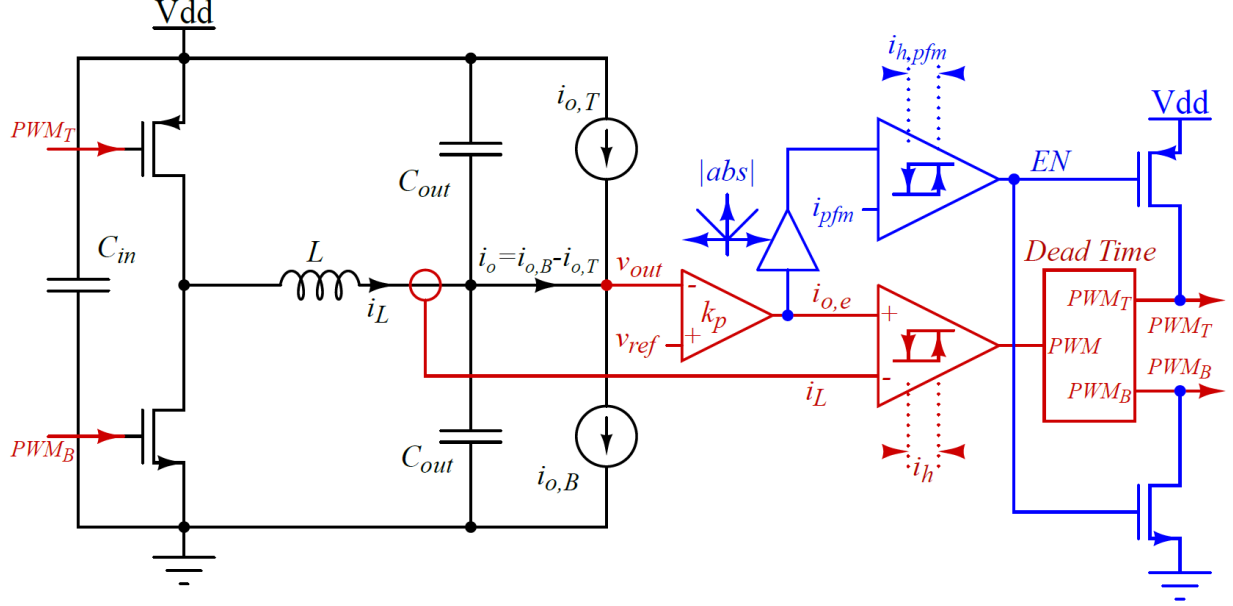 Vdd
PWM_T
C_in
PWM_B
L
i_L
C_out
C_out
i_o=i_{o,B}-i_{o,T}
i_{o,T}
i_{o,B}
v_out
v_ref
-
+
k_p
|abs|
i_{o,e}
i_{h,pfm}
i_pfm
+
-
i_L
i_h
EN
Vdd
Dead Time
PWM
PWM_T
PWM_B
PWM_T
PWM_B